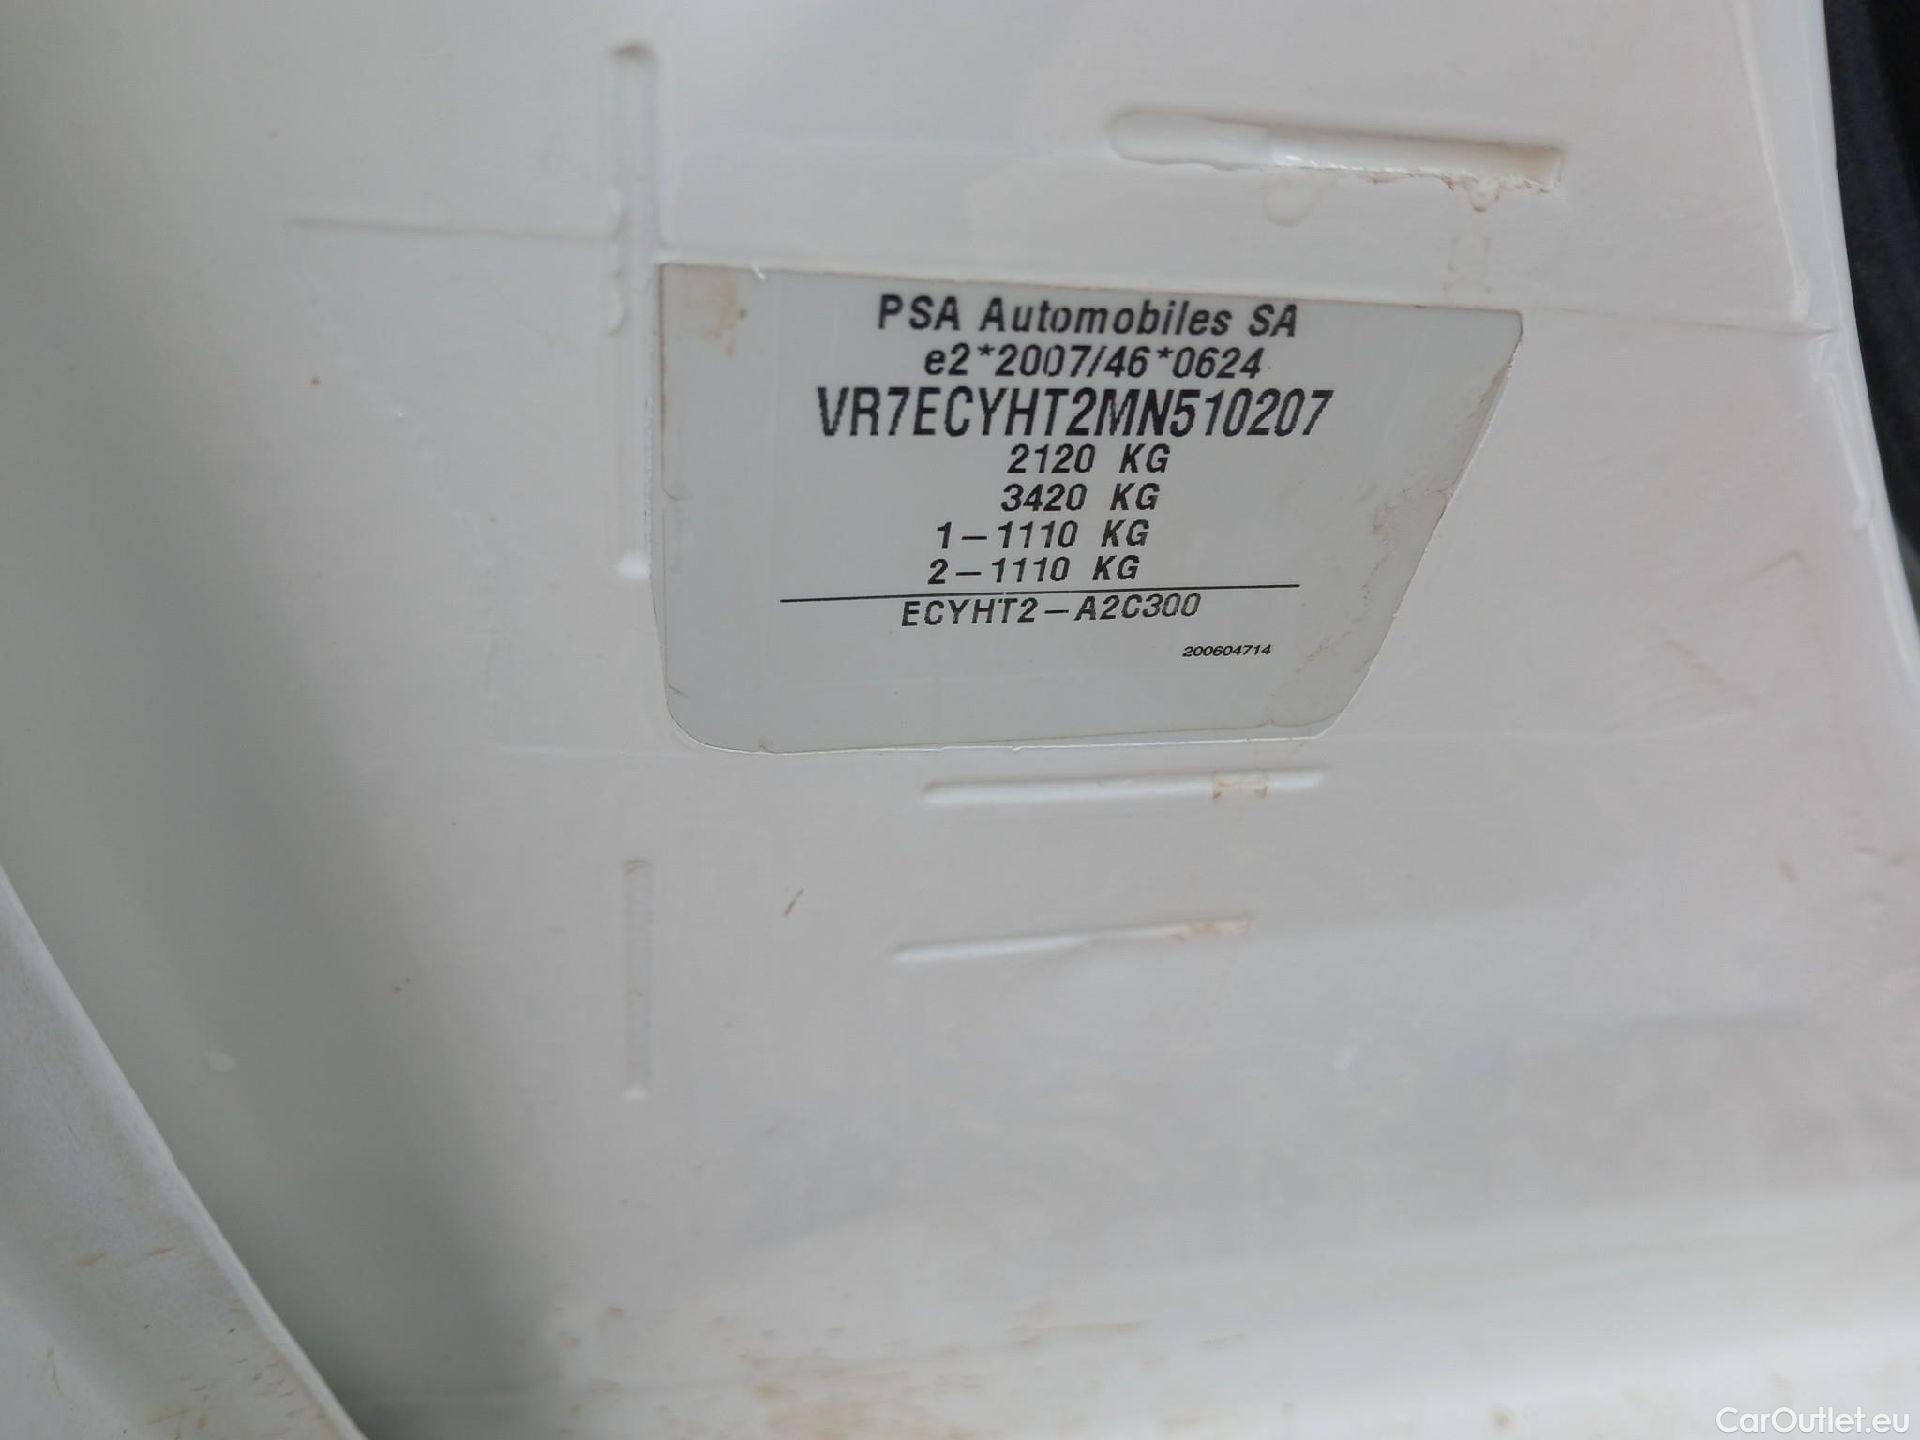 PSA Automobiles SA
e2*2007/46*0624
VR7ECYHT2MN510207
2120 KG
3420 KG
1-1110 KG
2-1110 KG
ECYHT2-A2C300
200604714
CarOutlet.eu